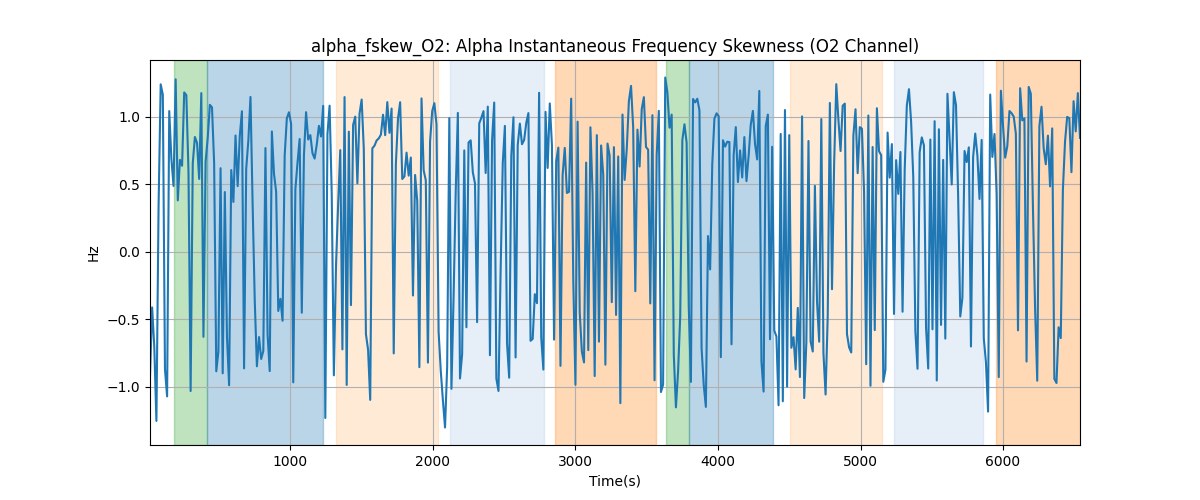 alpha_fskew_O2: Alpha Instantaneous Frequency Skewness (O2 Channel)
Hz
1.0
0.5
0.0
−0.5
−1.0
1000 2000 3000 4000 5000 6000
Time(s)